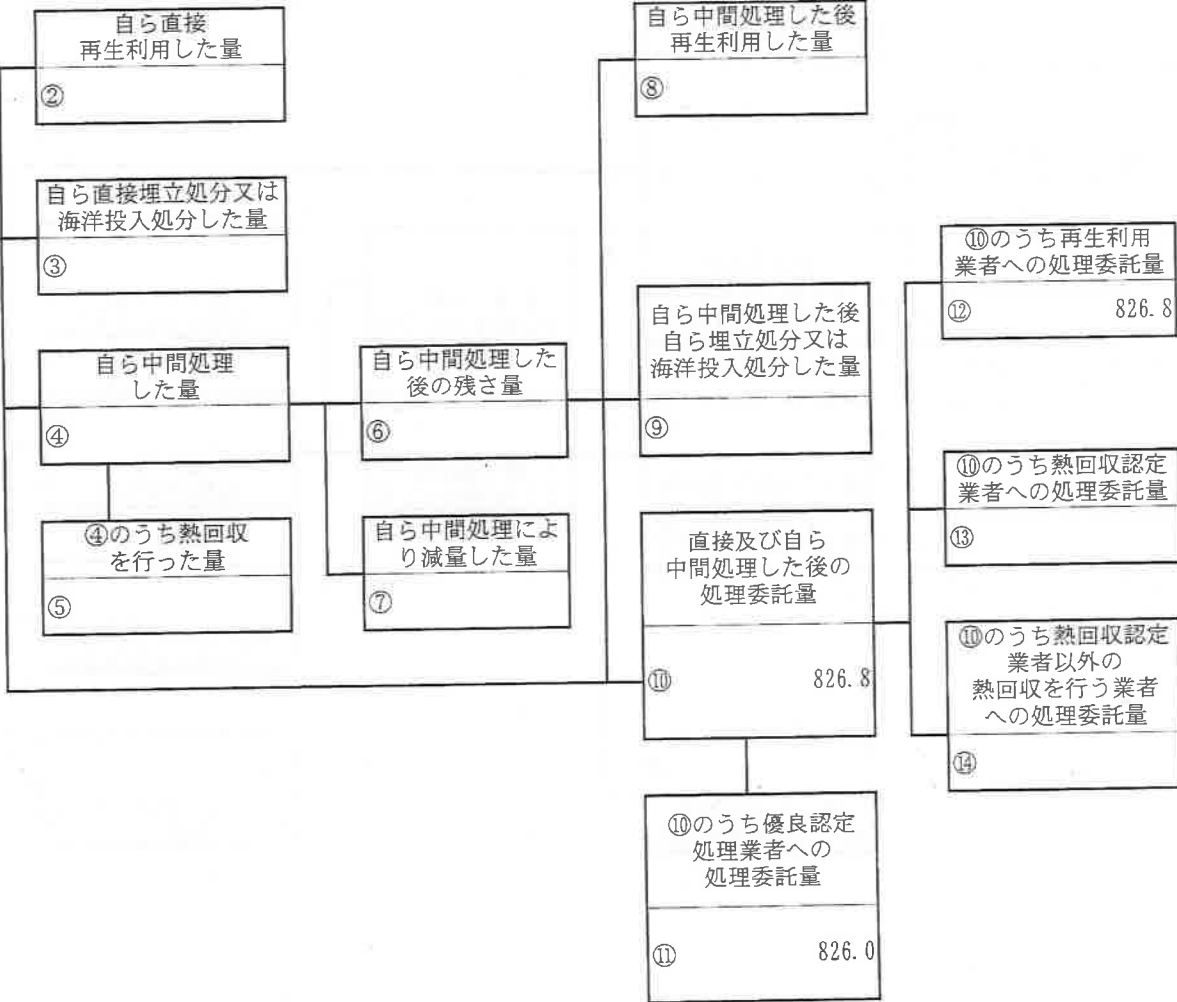 自ら直接
再生利用した量
②
自ら直接埋立処分又は
海洋投入処分した量
③
自ら中間処理
した量
④
④のうち熱回収
を行った量
⑤
自ら中間処理した
後の残さ量
⑥
自ら中間処理によ
り減量した量
⑦
自ら中間処理した後
再生利用した量
⑧
自ら中間処理した後
自ら埋立処分又は
海洋投入処分した量
⑨
直接及び自ら
中間処理した後の
処理委託量
⑩ 826.8
⑩のうち優良認定
処理業者への
処理委託量
⑪ 826.0
⑩のうち再生利用
業者への処理委託量
⑫ 826.8
⑩のうち熱回収認定
業者への処理委託量
⑬
⑩のうち熱回収認定
業者以外の
熱回収を行う業者
への処理委託量
⑭